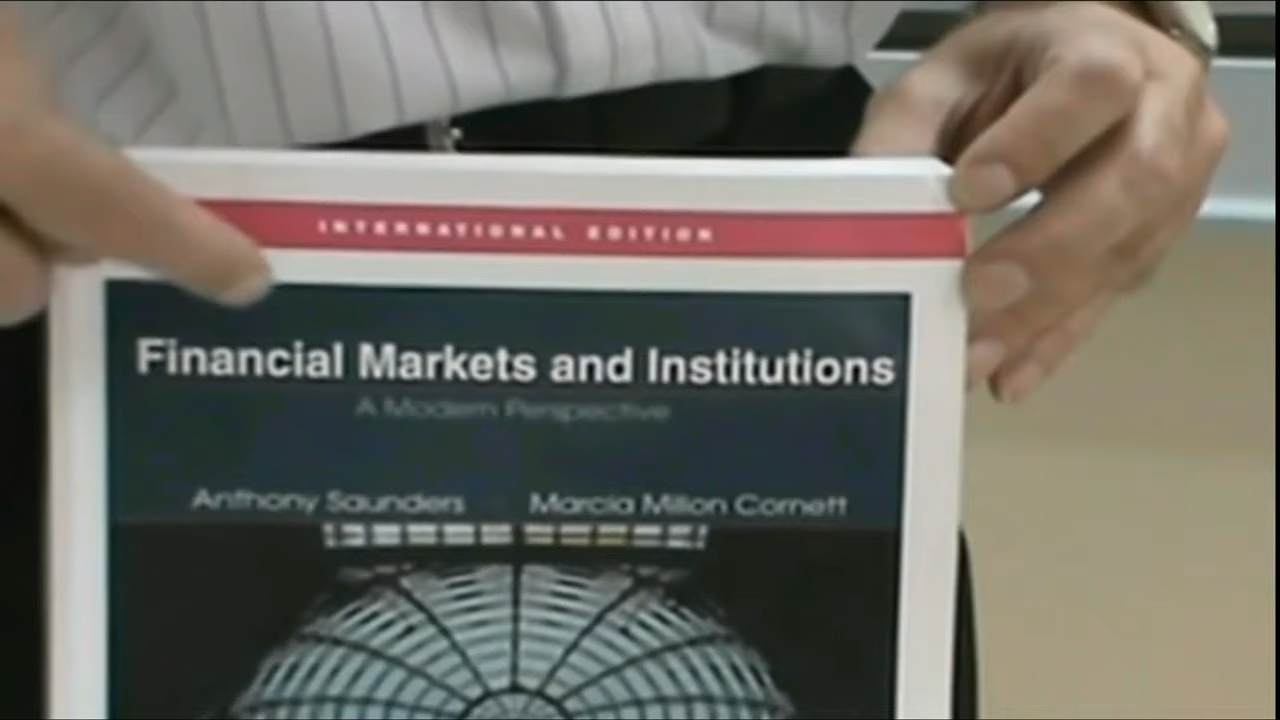 INTERNATIONAL EDITION
Financial Markets and Institutions
A Modern Perspective
Anthony Saunders Marcia Millon Cornett